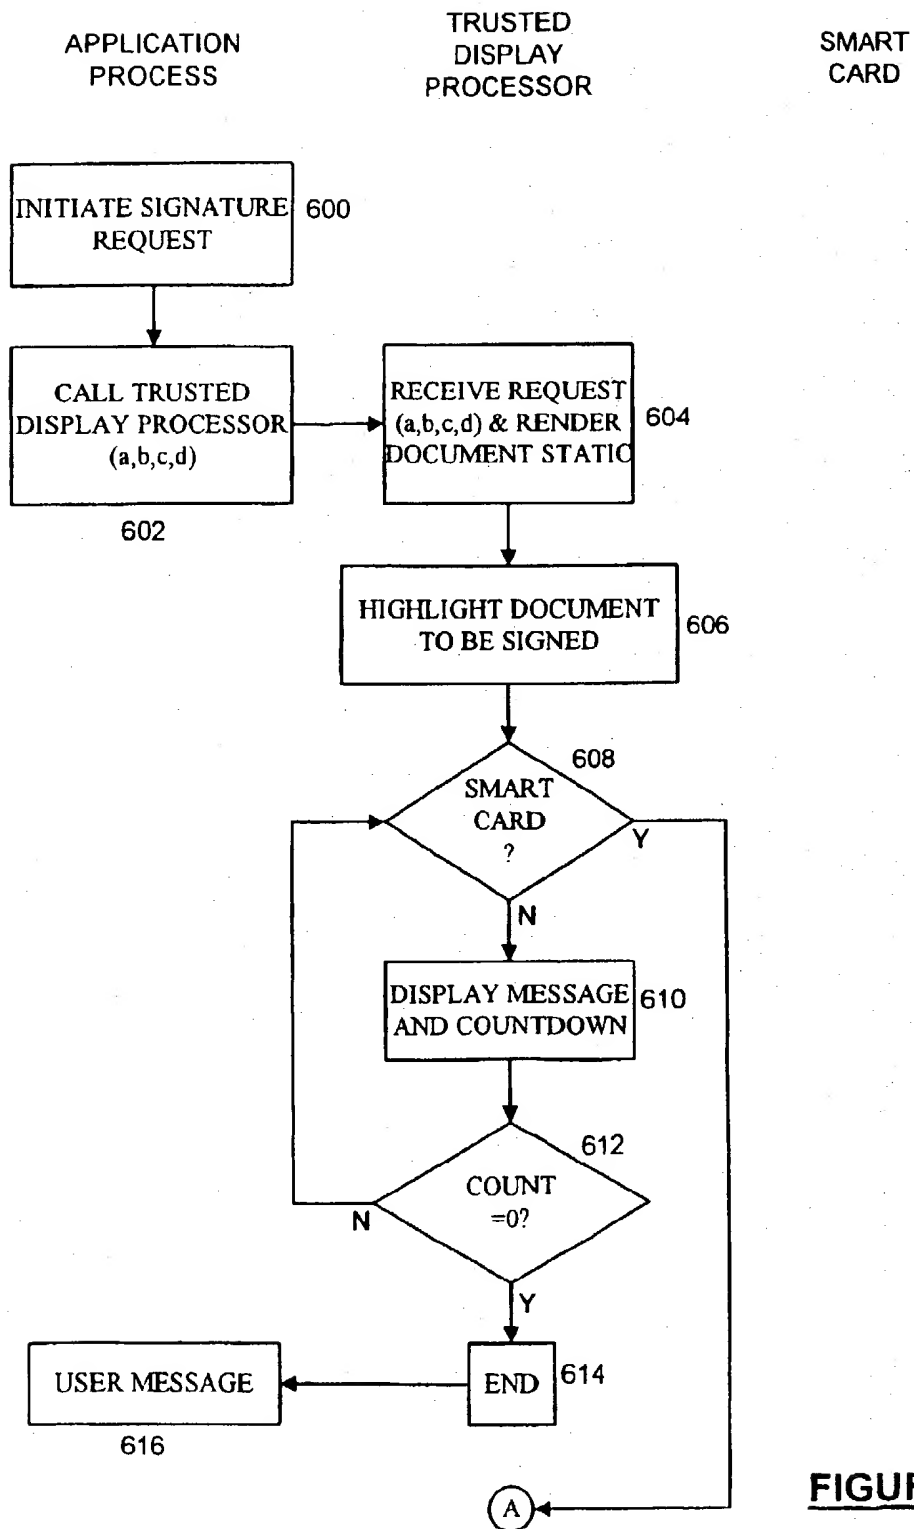 APPLICATION
PROCESS
TRUSTED
DISPLAY
PROCESSOR
SMART
CARD
INITIATE SIGNATURE
REQUEST
600
CALL TRUSTED
DISPLAY PROCESSOR
(a,b,c,d)
602
RECEIVE REQUEST
(a,b,c,d) & RENDER
DOCUMENT STATIC
604
HIGHLIGHT DOCUMENT
TO BE SIGNED
606
608
SMART
CARD
?
Y
N
DISPLAY MESSAGE
AND COUNTDOWN
610
612
COUNT
=0?
N
Y
USER MESSAGE
616
END
614
A